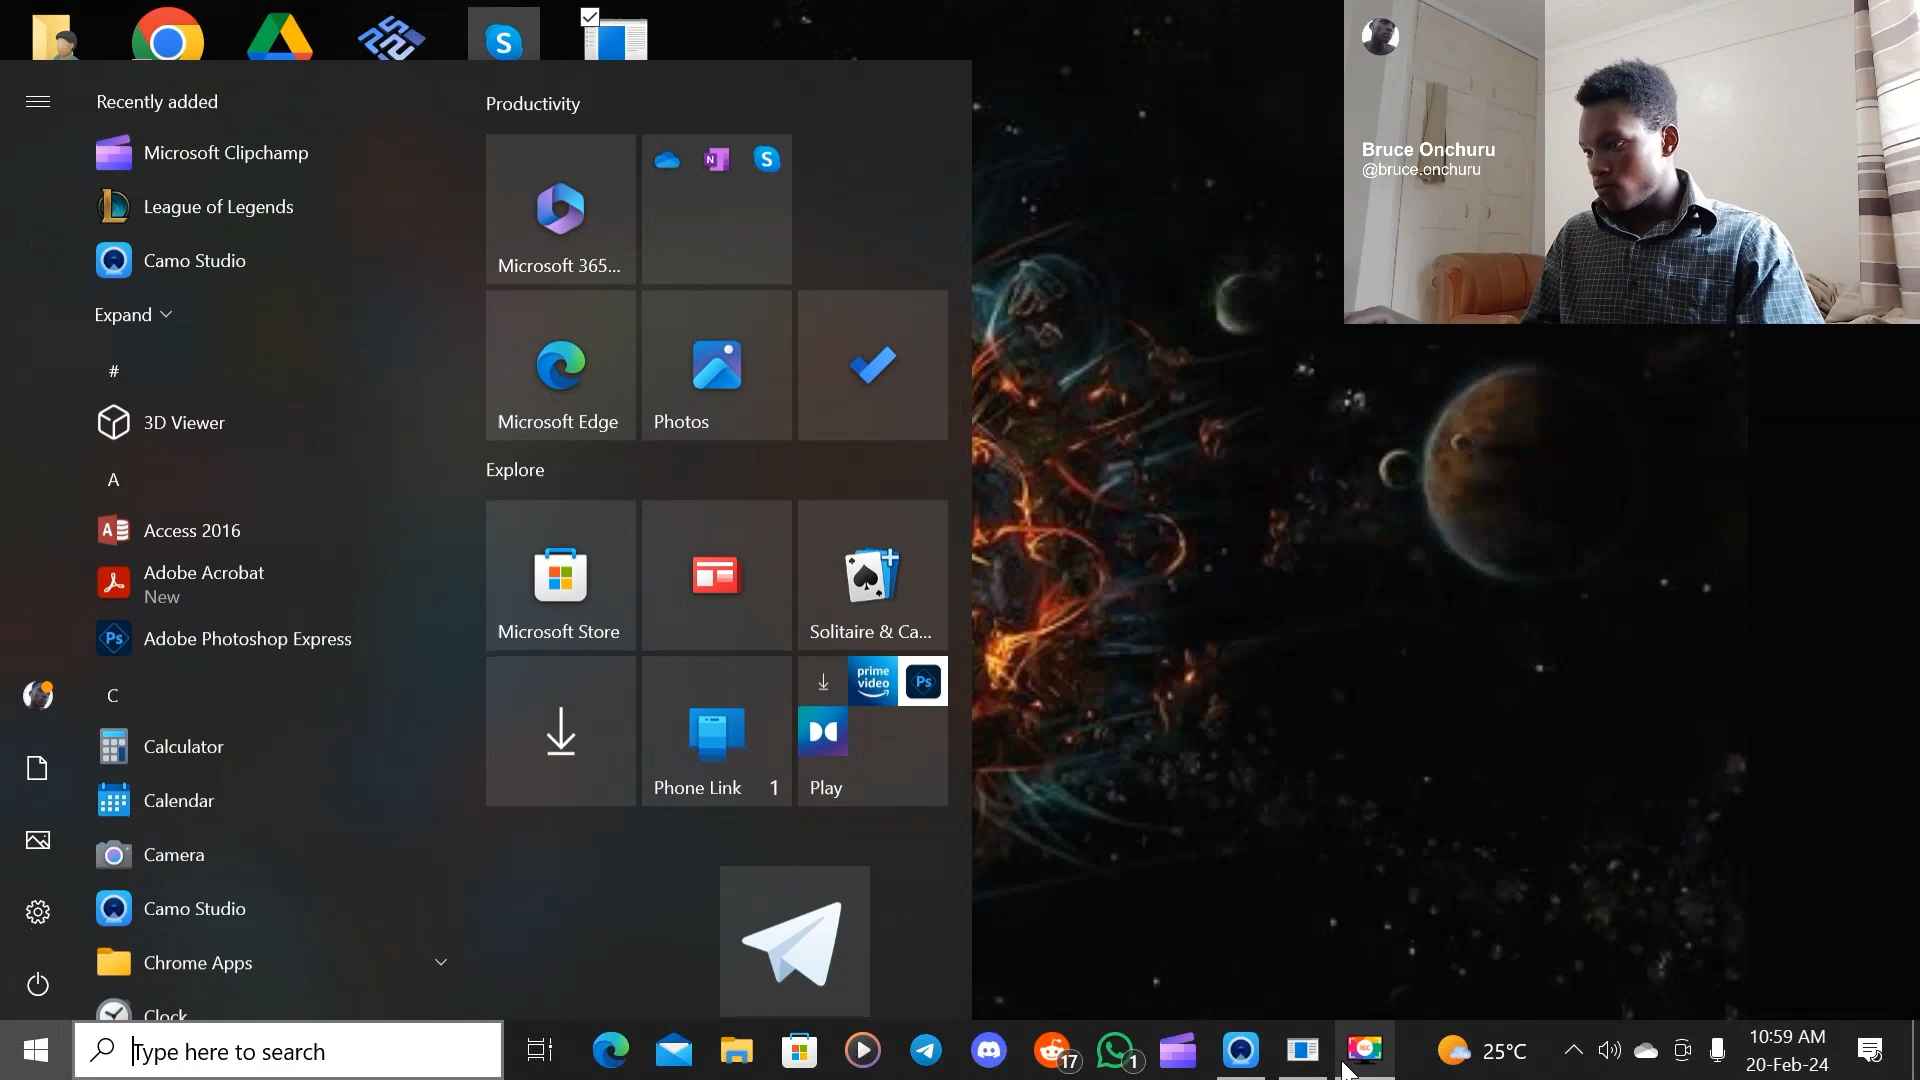 Recently added
Microsoft Clipchamp
League of Legends
Camo Studio
Expand
#
3D Viewer
A
Access 2016
Adobe Acrobat
New
Adobe Photoshop Express
C
Calculator
Calendar
Camera
Camo Studio
Chrome Apps
Clock
Productivity
N
S
Microsoft 365...
Microsoft Edge
Photos
Explore
Microsoft Store
Solitaire & Ca...
prime
video
Ps
Phone Link 1
Play
Bruce Onchuru
@bruce.onchuru
Type here to search
17
1
REC
25°C
10:59 AM
20-Feb-24